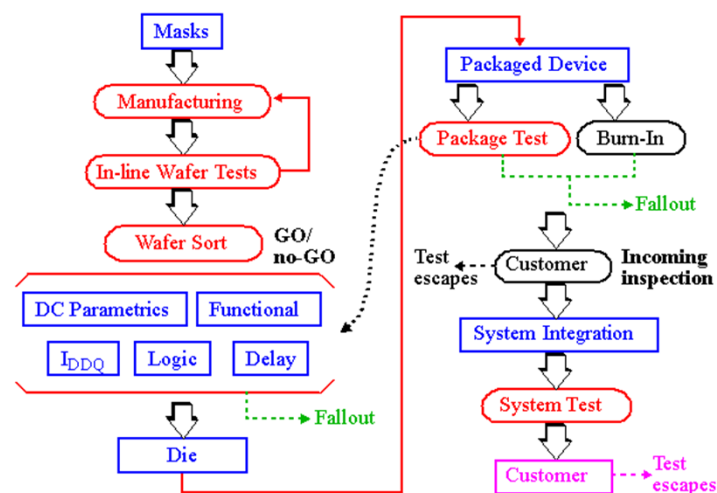 Masks
Manufacturing
In-line Wafer Tests
Wafer Sort
GO/
no-GO
DC Parametrics
Functional
IDDQ
Logic
Delay
Fallout
Die
Packaged Device
Package Test
Burn-In
Fallout
Test
escapes
Customer
Incoming
inspection
System Integration
System Test
Customer
Test
escapes